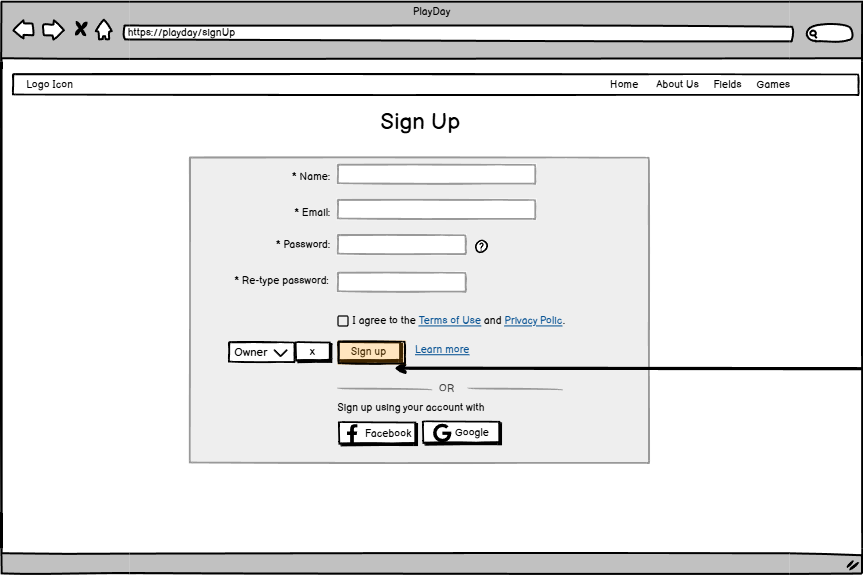 PlayDay
https://playday/signUp
Logo Icon Home About Us Fields Games
Sign Up
* Name:
* Email:
* Password: ?
* Re-type password:
I agree to the Terms of Use and Privacy Polic.
Owner x Sign up Learn more
OR
Sign up using your account with
Facebook Google